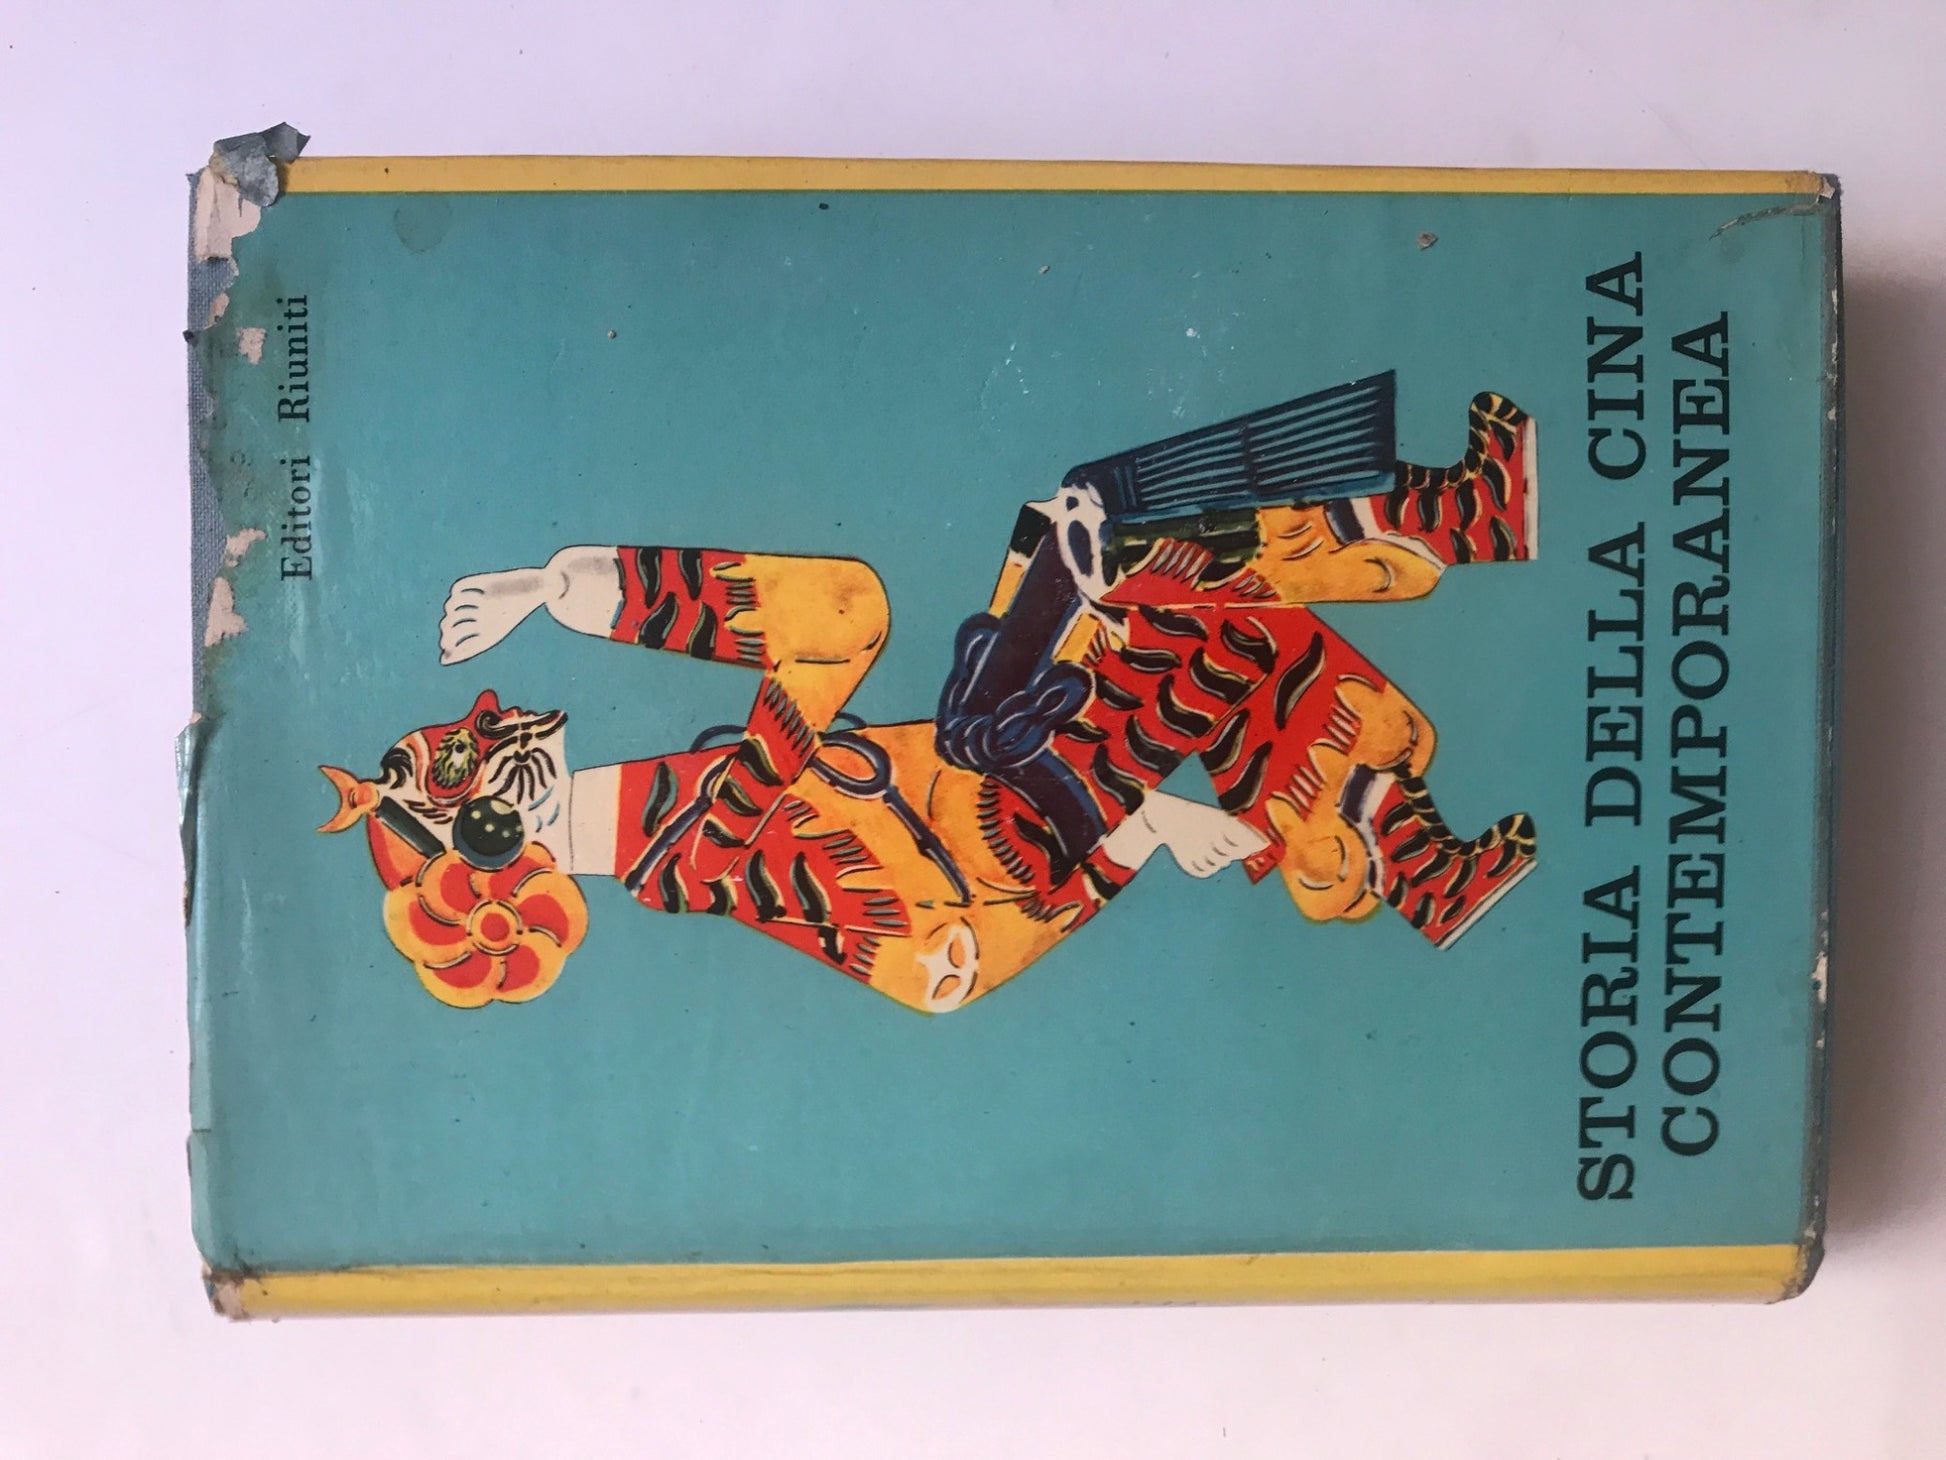 Editori Riuniti
STORIA DELLA CINA
CONTEMPORANEA